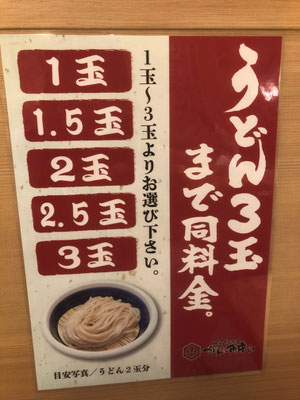 うどん3玉
まで同料金。
1玉〜3玉よりお選び下さい。
1玉
1.5玉
2玉
2.5玉
3玉
目安写真／うどん2玉分